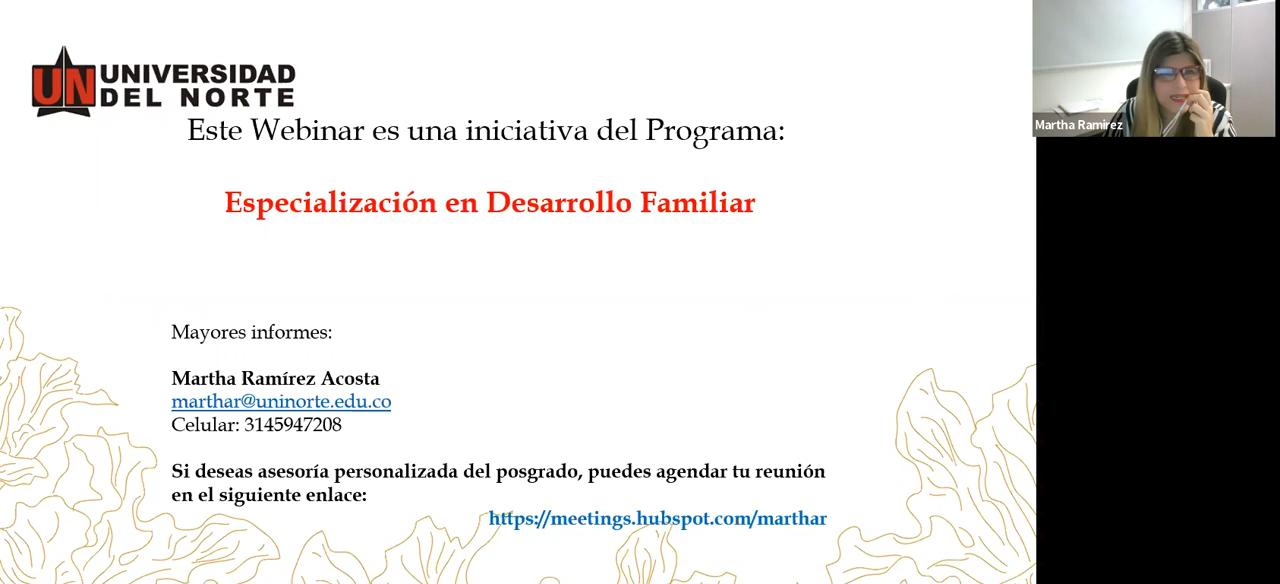 UN UNIVERSIDAD
DEL NORTE
Este Webinar es una iniciativa del Programa:
Especialización en Desarrollo Familiar
Mayores informes:
Martha Ramírez Acosta
marthar@uninorte.edu.co
Celular: 3145947208
Si deseas asesoría personalizada del posgrado, puedes agendar tu reunión
en el siguiente enlace:
https://meetings.hubspot.com/marthar
Martha Ramirez